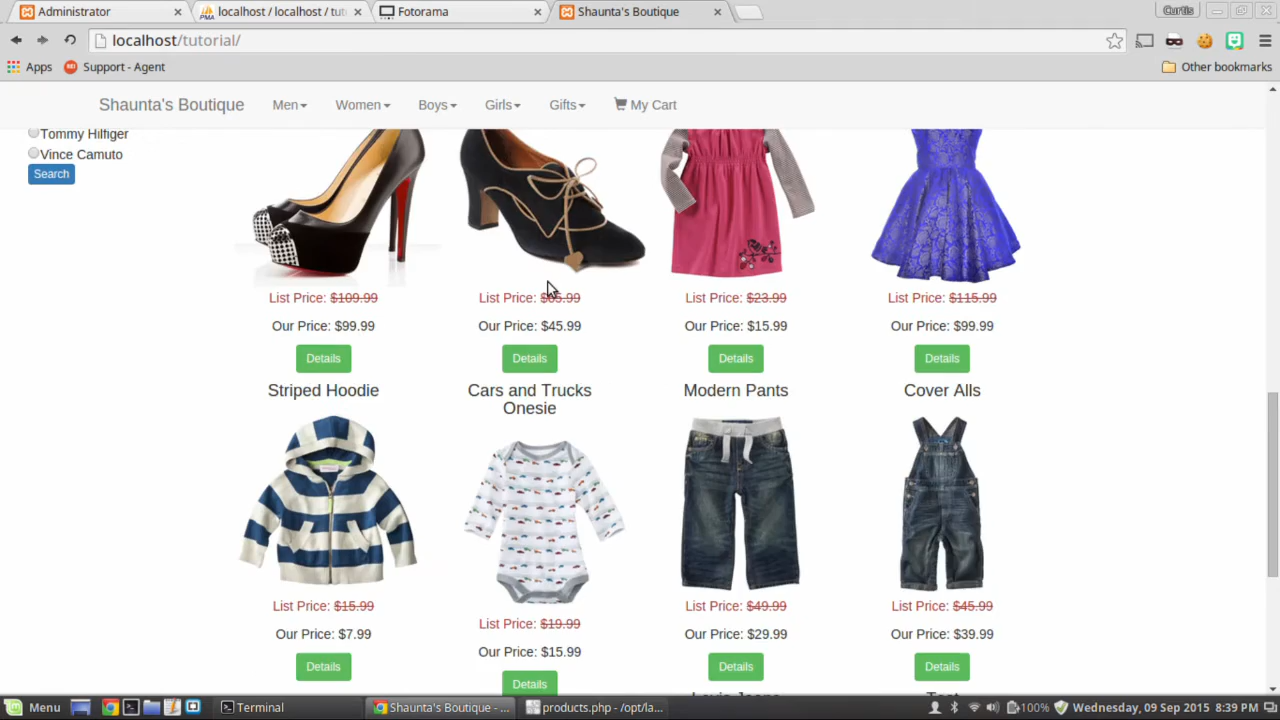 Administrator
localhost / localhost / tut
Fotorama
Shaunta's Boutique
Curtis
localhost/tutorial/
Apps
Support - Agent
Other bookmarks
Shaunta's Boutique
Men
Women
Boys
Girls
Gifts
My Cart
Tommy Hilfiger
Vince Camuto
Search
List Price: $109.99
List Price: $65.99
List Price: $23.99
List Price: $115.99
Our Price: $99.99
Our Price: $45.99
Our Price: $15.99
Our Price: $99.99
Details
Details
Details
Details
Striped Hoodie
Cars and Trucks
Onesie
Modern Pants
Cover Alls
List Price: $15.99
List Price: $19.99
List Price: $49.99
List Price: $45.99
Our Price: $7.99
Our Price: $15.99
Our Price: $29.99
Our Price: $39.99
Details
Details
Details
Details
Levis Jeans
Test
Menu
Terminal
Shaunta's Boutique - ...
products.php - /opt/la...
100%
Wednesday, 09 Sep 2015
8:39 PM